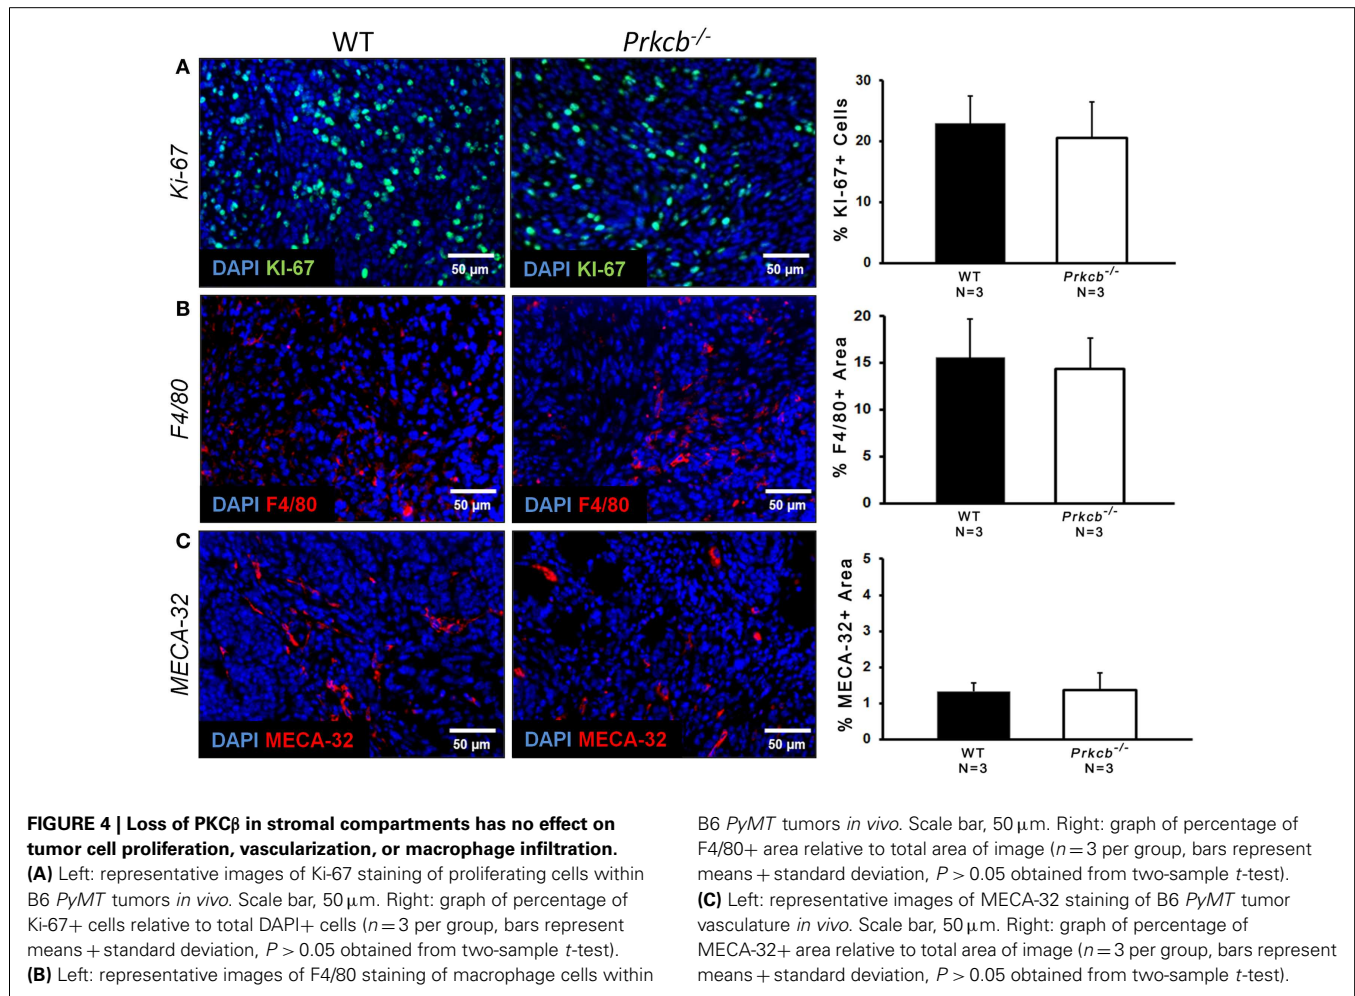 WT
Prkcb-/-
A
Ki-67
DAPI KI-67
50 µm
DAPI KI-67
50 µm
% KI-67+ Cells
30
20
10
0
WT
N=3
Prkcb-/-
N=3
B
F4/80
DAPI F4/80
50 µm
DAPI F4/80
50 µm
% F4/80+ Area
20
15
10
5
0
WT
N=3
Prkcb-/-
N=3
C
MECA-32
DAPI MECA-32
50 µm
DAPI MECA-32
50 µm
% MECA-32+ Area
5
4
3
2
1
0
WT
N=3
Prkcb-/-
N=3
FIGURE 4 | Loss of PKCβ in stromal compartments has no effect on
tumor cell proliferation, vascularization, or macrophage infiltration.
(A) Left: representative images of Ki-67 staining of proliferating cells within
B6 PyMT tumors in vivo. Scale bar, 50 µm. Right: graph of percentage of
Ki-67+ cells relative to total DAPI+ cells (n = 3 per group, bars represent
means + standard deviation, P > 0.05 obtained from two-sample t-test).
(B) Left: representative images of F4/80 staining of macrophage cells within
B6 PyMT tumors in vivo. Scale bar, 50 µm. Right: graph of percentage of
F4/80+ area relative to total area of image (n = 3 per group, bars represent
means + standard deviation, P > 0.05 obtained from two-sample t-test).
(C) Left: representative images of MECA-32 staining of B6 PyMT tumor
vasculature in vivo. Scale bar, 50 µm. Right: graph of percentage of
MECA-32+ area relative to total area of image (n = 3 per group, bars represent
means + standard deviation, P > 0.05 obtained from two-sample t-test).